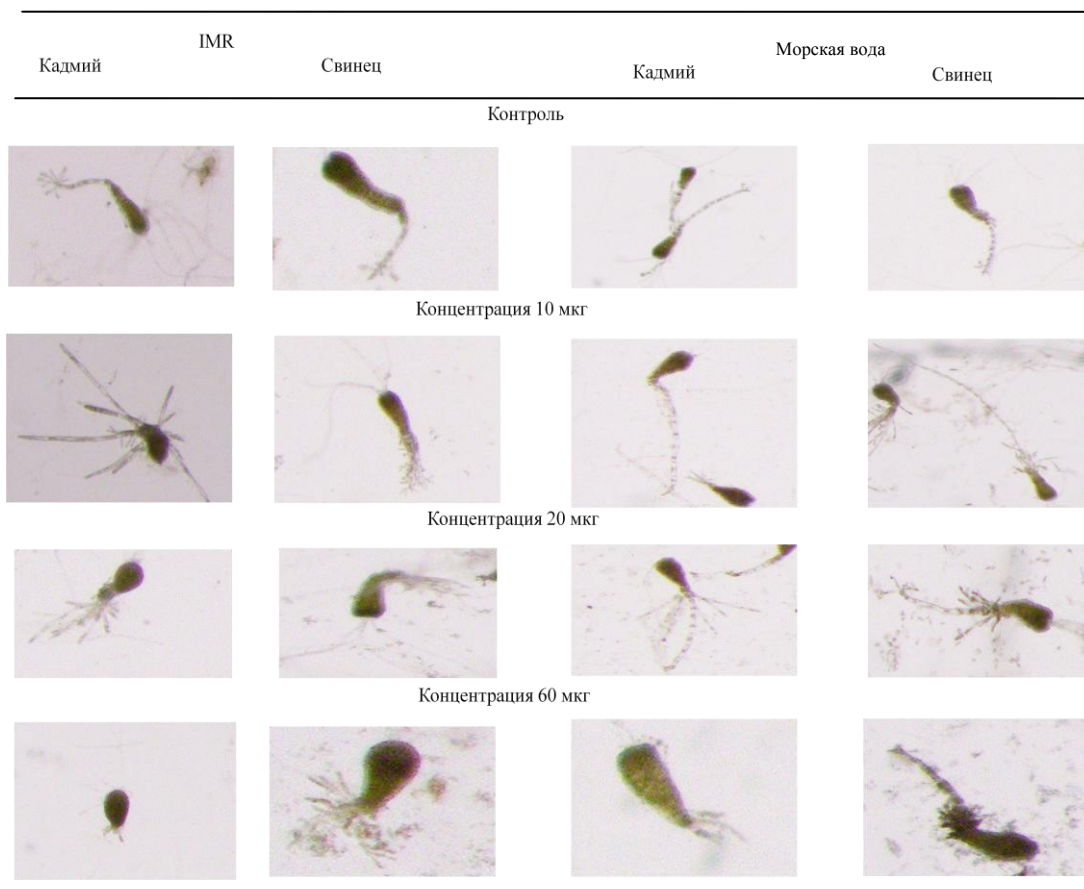 IMR
Морская вода
Кадмий
Свинец
Кадмий
Свинец
Контроль
Концентрация 10 мкг
Концентрация 20 мкг
Концентрация 60 мкг